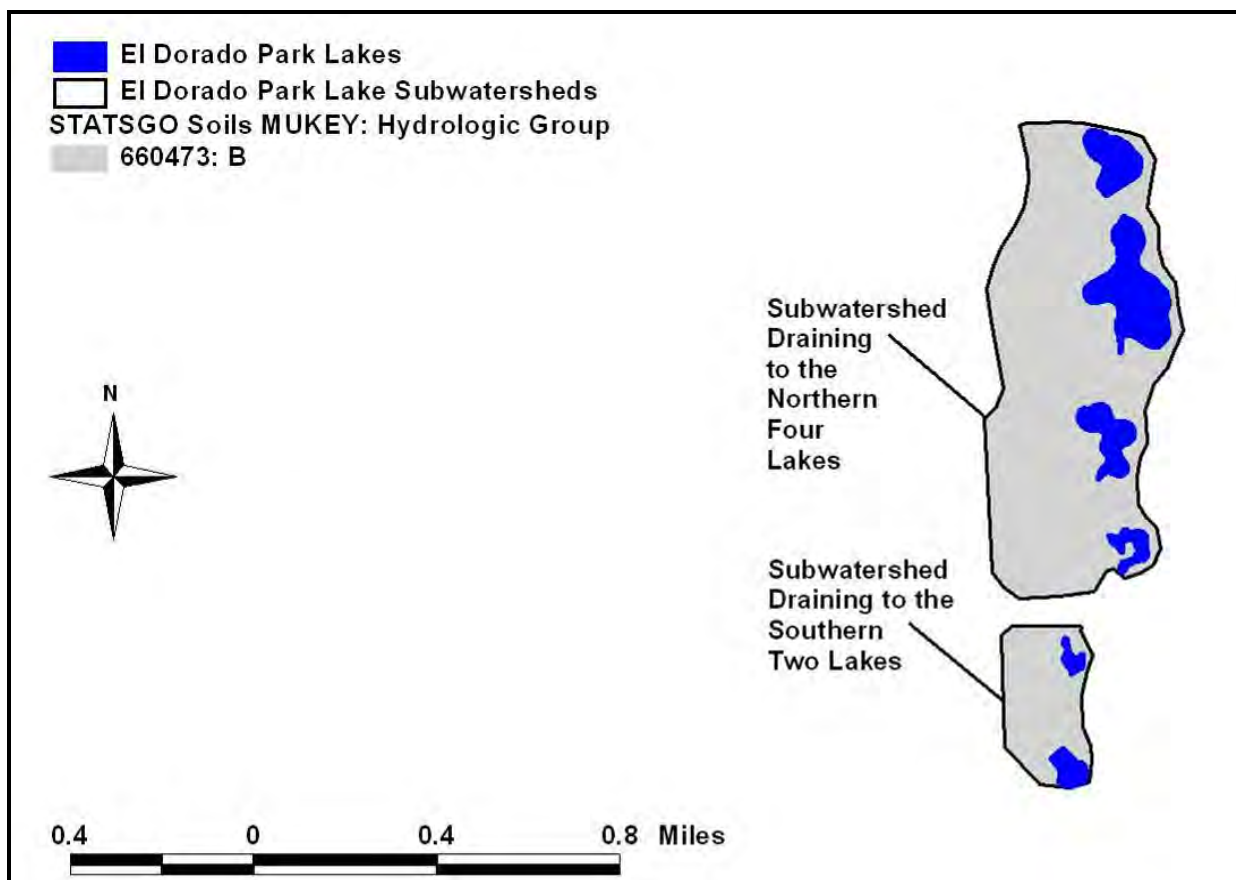 El Dorado Park Lakes
El Dorado Park Lake Subwatersheds
STATSGO Soils MUKEY: Hydrologic Group
660473: B
Subwatershed
Draining
to the
Northern
Four
Lakes
N
Subwatershed
Draining to the
Southern
Two Lakes
0.4 0 0.4 0.8 Miles